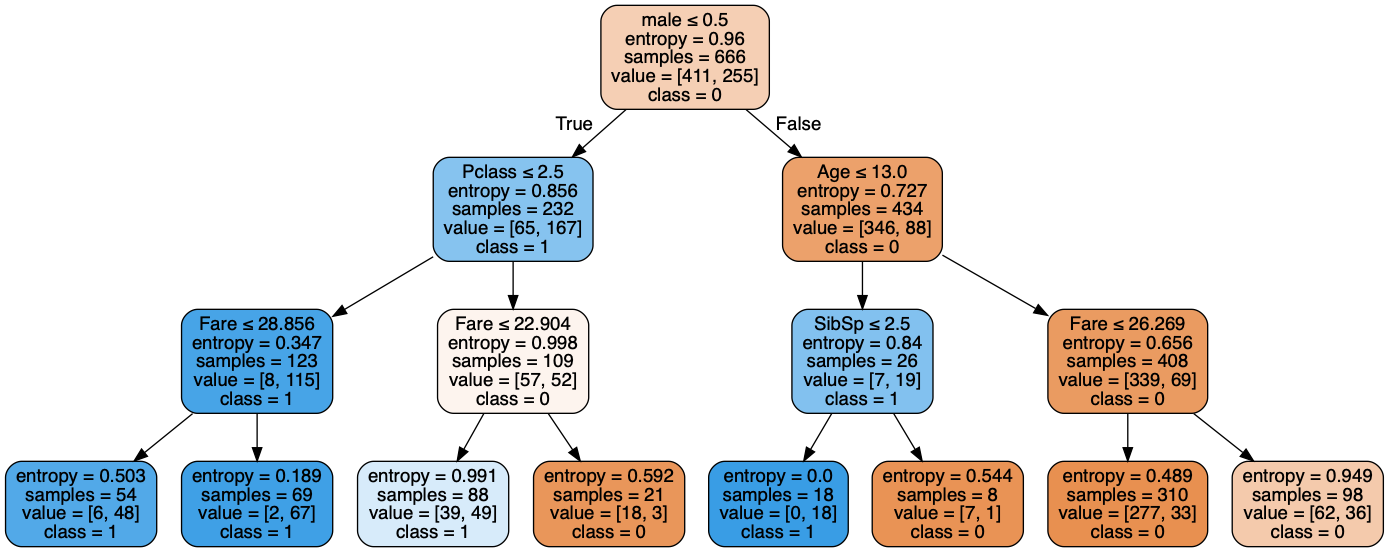 male ≤ 0.5
entropy = 0.96
samples = 666
value = [411, 255]
class = 0
True
False
Pclass ≤ 2.5
entropy = 0.856
samples = 232
value = [65, 167]
class = 1
Age ≤ 13.0
entropy = 0.727
samples = 434
value = [346, 88]
class = 0
Fare ≤ 28.856
entropy = 0.347
samples = 123
value = [8, 115]
class = 1
Fare ≤ 22.904
entropy = 0.998
samples = 109
value = [57, 52]
class = 0
SibSp ≤ 2.5
entropy = 0.84
samples = 26
value = [7, 19]
class = 1
Fare ≤ 26.269
entropy = 0.656
samples = 408
value = [339, 69]
class = 0
entropy = 0.503
samples = 54
value = [6, 48]
class = 1
entropy = 0.189
samples = 69
value = [2, 67]
class = 1
entropy = 0.991
samples = 88
value = [39, 49]
class = 1
entropy = 0.592
samples = 21
value = [18, 3]
class = 0
entropy = 0.0
samples = 18
value = [0, 18]
class = 1
entropy = 0.544
samples = 8
value = [7, 1]
class = 0
entropy = 0.489
samples = 310
value = [277, 33]
class = 0
entropy = 0.949
samples = 98
value = [62, 36]
class = 0